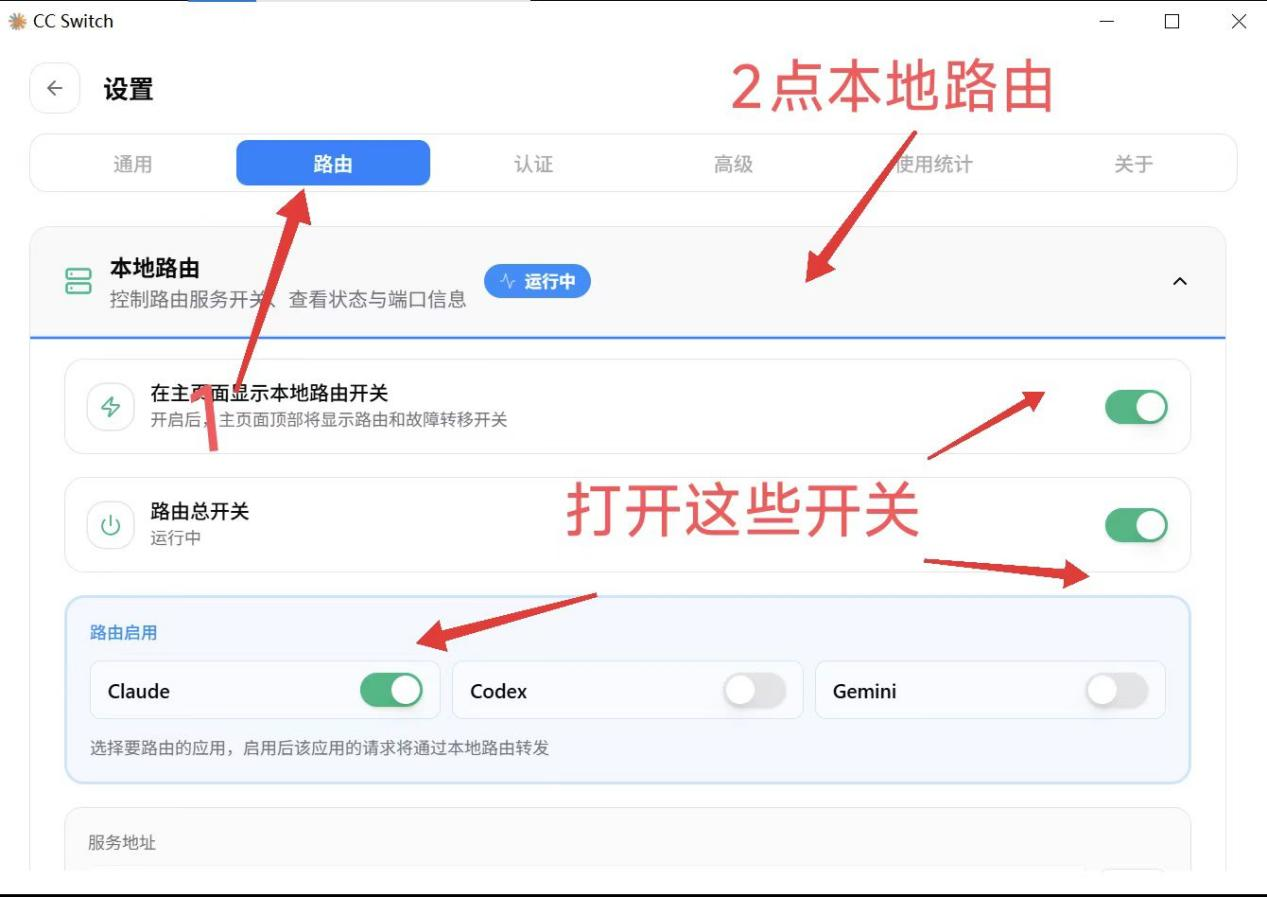 CC Switch
设置
2点本地路由
通用
路由
认证
高级
使用统计
关于
本地路由
运行中
控制路由服务开关、查看状态与端口信息
1
在主页面显示本地路由开关
开启后，主页面顶部将显示路由和故障转移开关
打开这些开关
路由总开关
运行中
路由启用
Claude
Codex
Gemini
选择要路由的应用，启用后该应用的请求将通过本地路由转发
服务地址